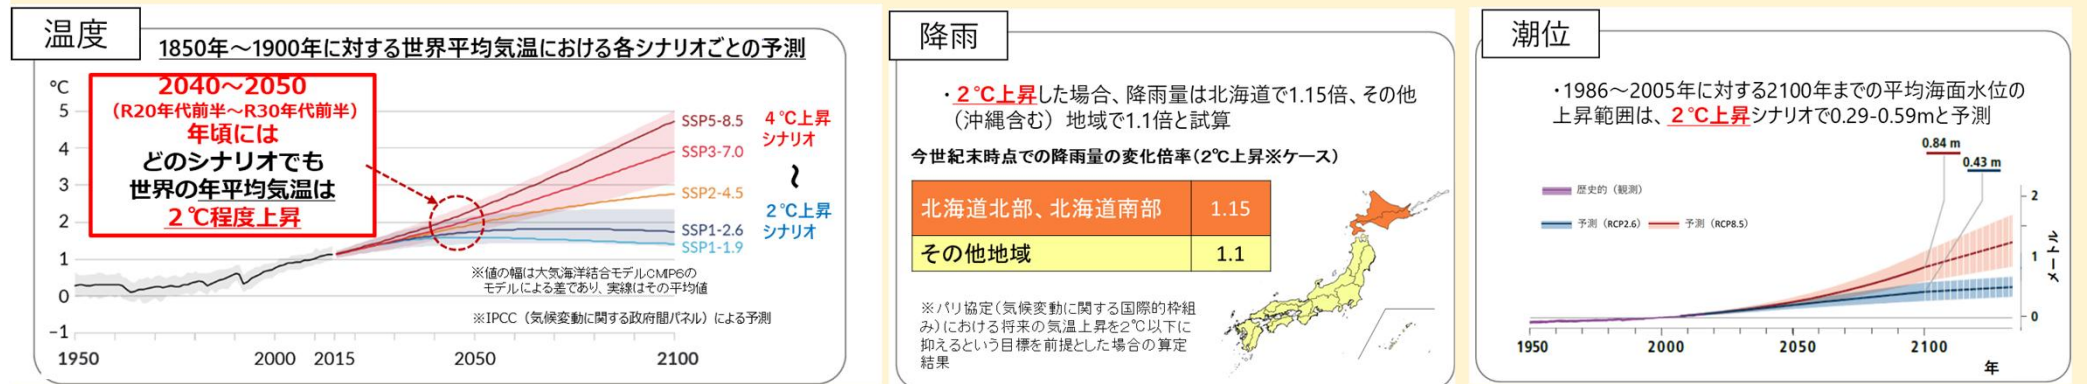 温度
1850年～1900年に対する世界平均気温における各シナリオごとの予測
℃
5
4
3
2
1
0
−1
2040～2050
（R20年代前半～R30年代前半）
年頃には
どのシナリオでも
世界の年平均気温は
２℃程度上昇
SSP5-8.5
SSP3-7.0
SSP2-4.5
SSP1-2.6
SSP1-1.9
４℃上昇
シナリオ
～
２℃上昇
シナリオ
※値の幅は大気海洋結合モデルCMIP6の
モデルによる差であり、実線はその平均値
※IPCC（気候変動に関する政府間パネル）による予測
1950
2000
2015
2050
2100
降雨
・２℃上昇した場合、降雨量は北海道で1.15倍、その他
（沖縄含む）地域で1.1倍と試算
今世紀末時点での降雨量の変化倍率（2℃上昇※ケース）
北海道北部、北海道南部 1.15
その他地域 1.1
※パリ協定（気候変動に関する国際的枠組
み）における将来の気温上昇を2℃以下に
抑えるという目標を前提とした場合の算定
結果
潮位
・1986～2005年に対する2100年までの平均海面水位の
上昇範囲は、２℃上昇シナリオで0.29-0.59mと予測
0.84 m
0.43 m
歴史的（観測）
予測（RCP2.6） 予測（RCP8.5）
2
1
0
メートル
1950
2000
2050
2100
年